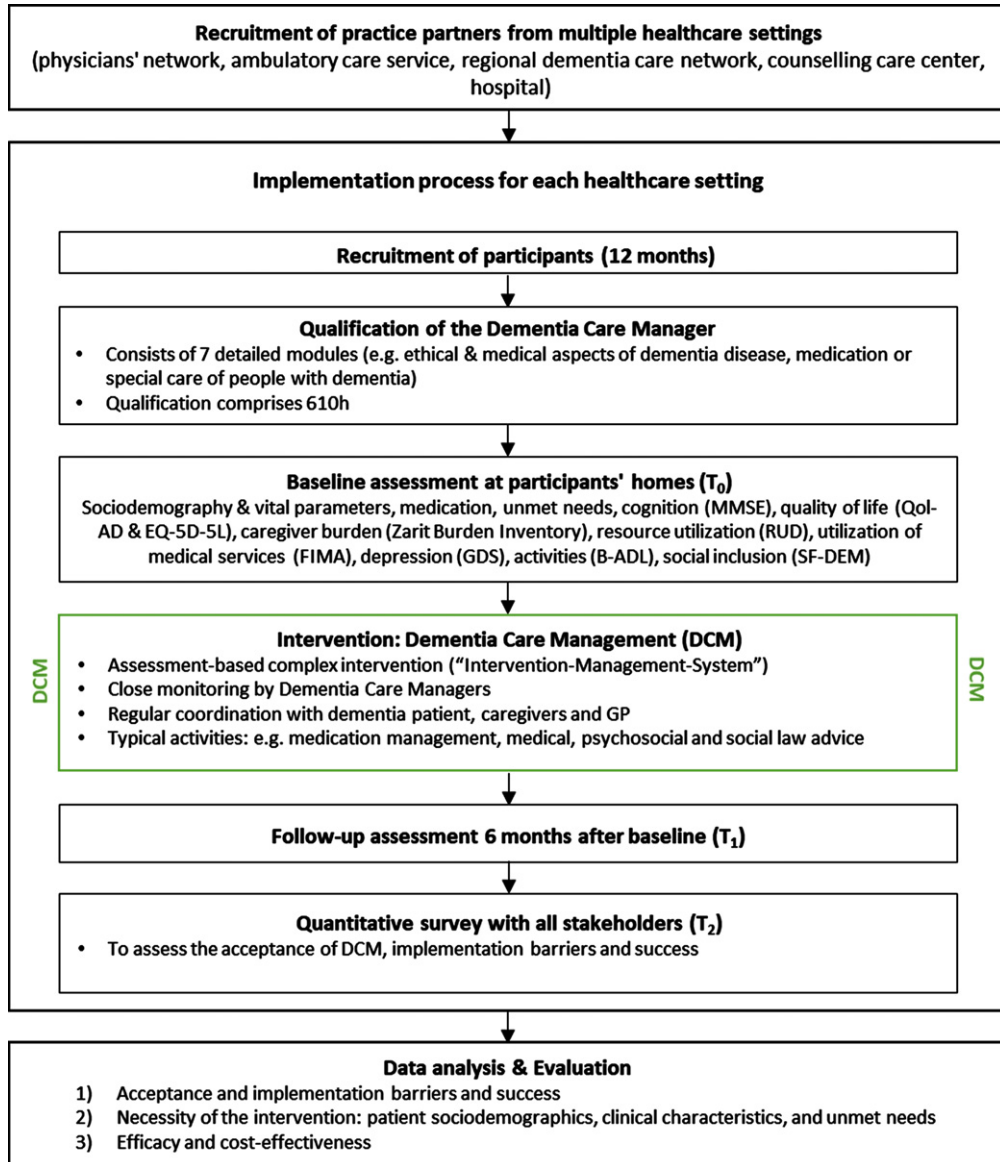 Recruitment of practice partners from multiple healthcare settings
(physicians' network, ambulatory care service, regional dementia care network, counselling care center,
hospital)
Implementation process for each healthcare setting
Recruitment of participants (12 months)
Qualification of the Dementia Care Manager
• Consists of 7 detailed modules (e.g. ethical & medical aspects of dementia disease, medication or
special care of people with dementia)
• Qualification comprises 610h
Baseline assessment at participants' homes (T₀)
Sociodemography & vital parameters, medication, unmet needs, cognition (MMSE), quality of life (Qol-
AD & EQ-5D-5L), caregiver burden (Zarit Burden Inventory), resource utilization (RUD), utilization of
medical services (FIMA), depression (GDS), activities (B-ADL), social inclusion (SF-DEM)
DCM
Intervention: Dementia Care Management (DCM)
• Assessment-based complex intervention (“Intervention-Management-System”)
• Close monitoring by Dementia Care Managers
• Regular coordination with dementia patient, caregivers and GP
• Typical activities: e.g. medication management, medical, psychosocial and social law advice
DCM
Follow-up assessment 6 months after baseline (T₁)
Quantitative survey with all stakeholders (T₂)
• To assess the acceptance of DCM, implementation barriers and success
Data analysis & Evaluation
1) Acceptance and implementation barriers and success
2) Necessity of the intervention: patient sociodemographics, clinical characteristics, and unmet needs
3) Efficacy and cost-effectiveness